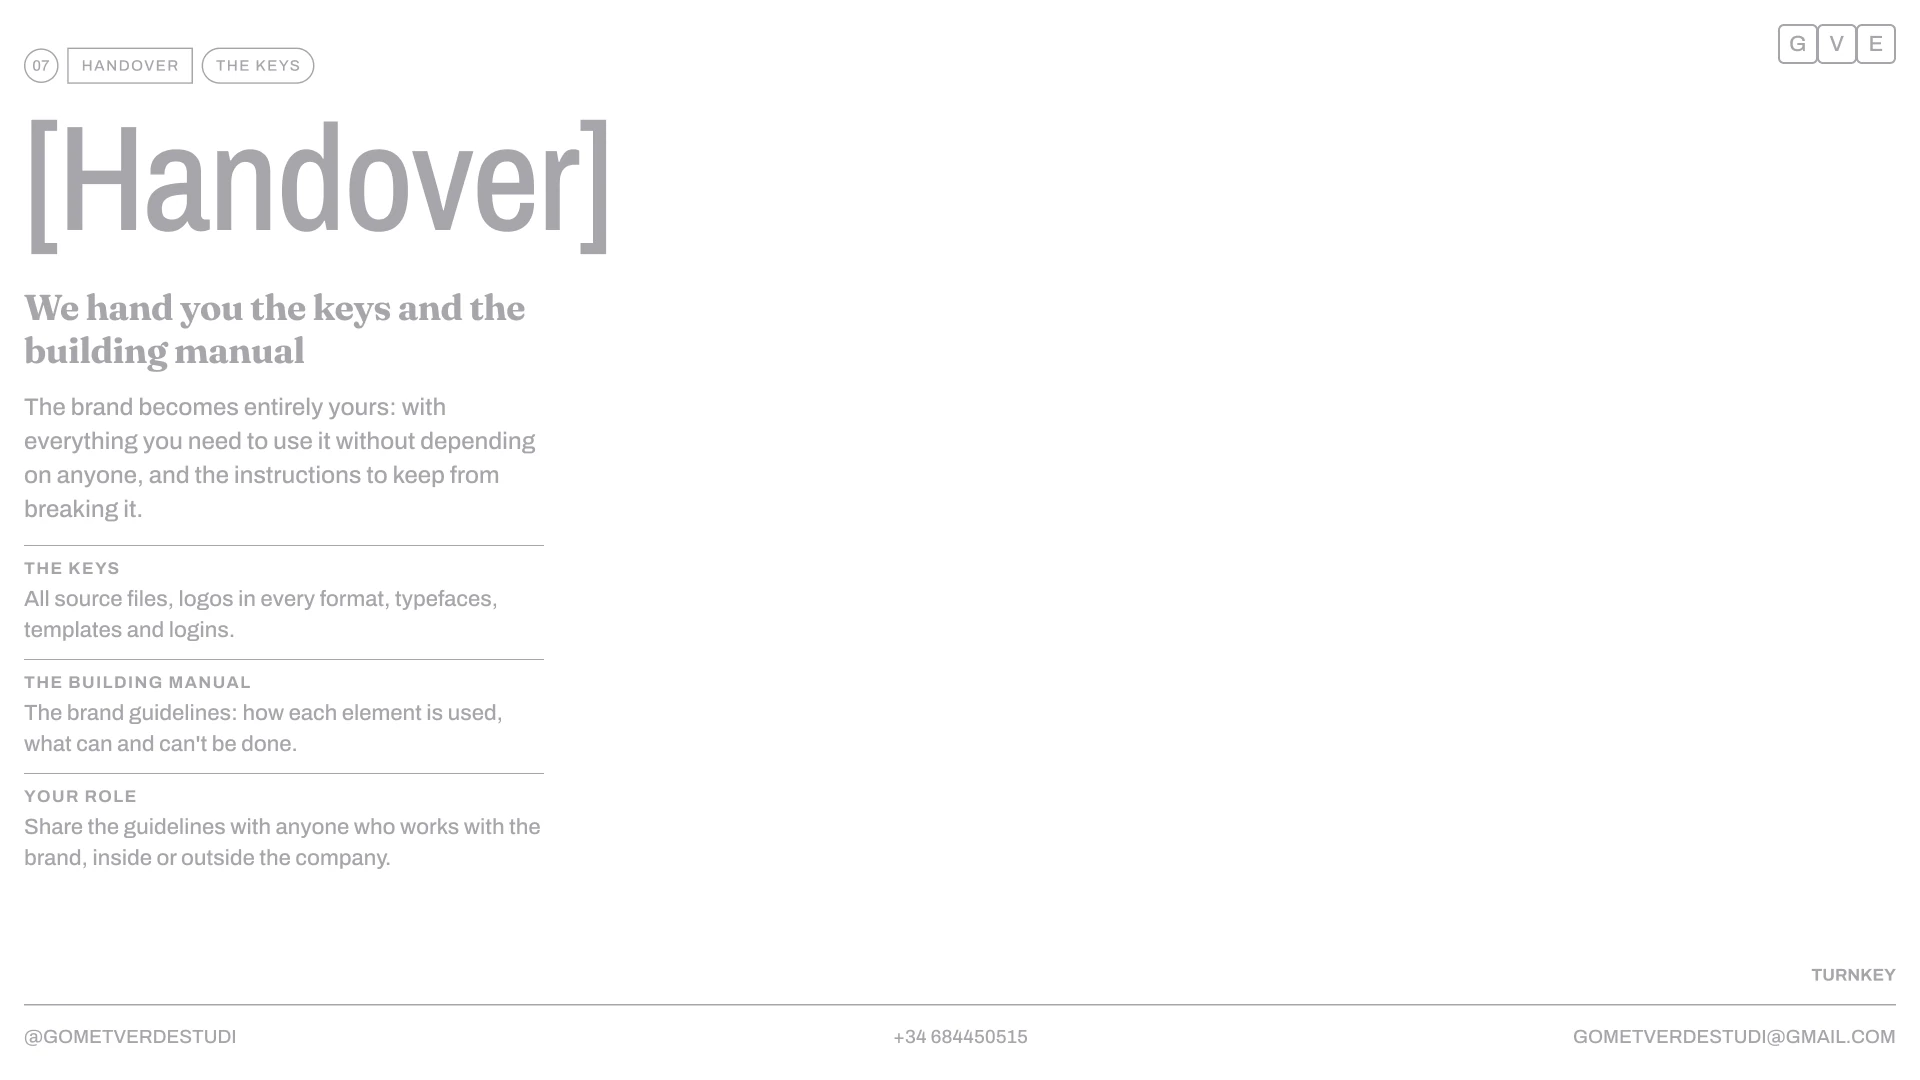 07 HANDOVER THE KEYS
G V E
[Handover]
We hand you the keys and the
building manual
The brand becomes entirely yours: with
everything you need to use it without depending
on anyone, and the instructions to keep from
breaking it.
THE KEYS
All source files, logos in every format, typefaces,
templates and logins.
THE BUILDING MANUAL
The brand guidelines: how each element is used,
what can and can't be done.
YOUR ROLE
Share the guidelines with anyone who works with the
brand, inside or outside the company.
TURNKEY
@GOMETVERDESTUDI
+34 684450515
GOMETVERDESTUDI@GMAIL.COM